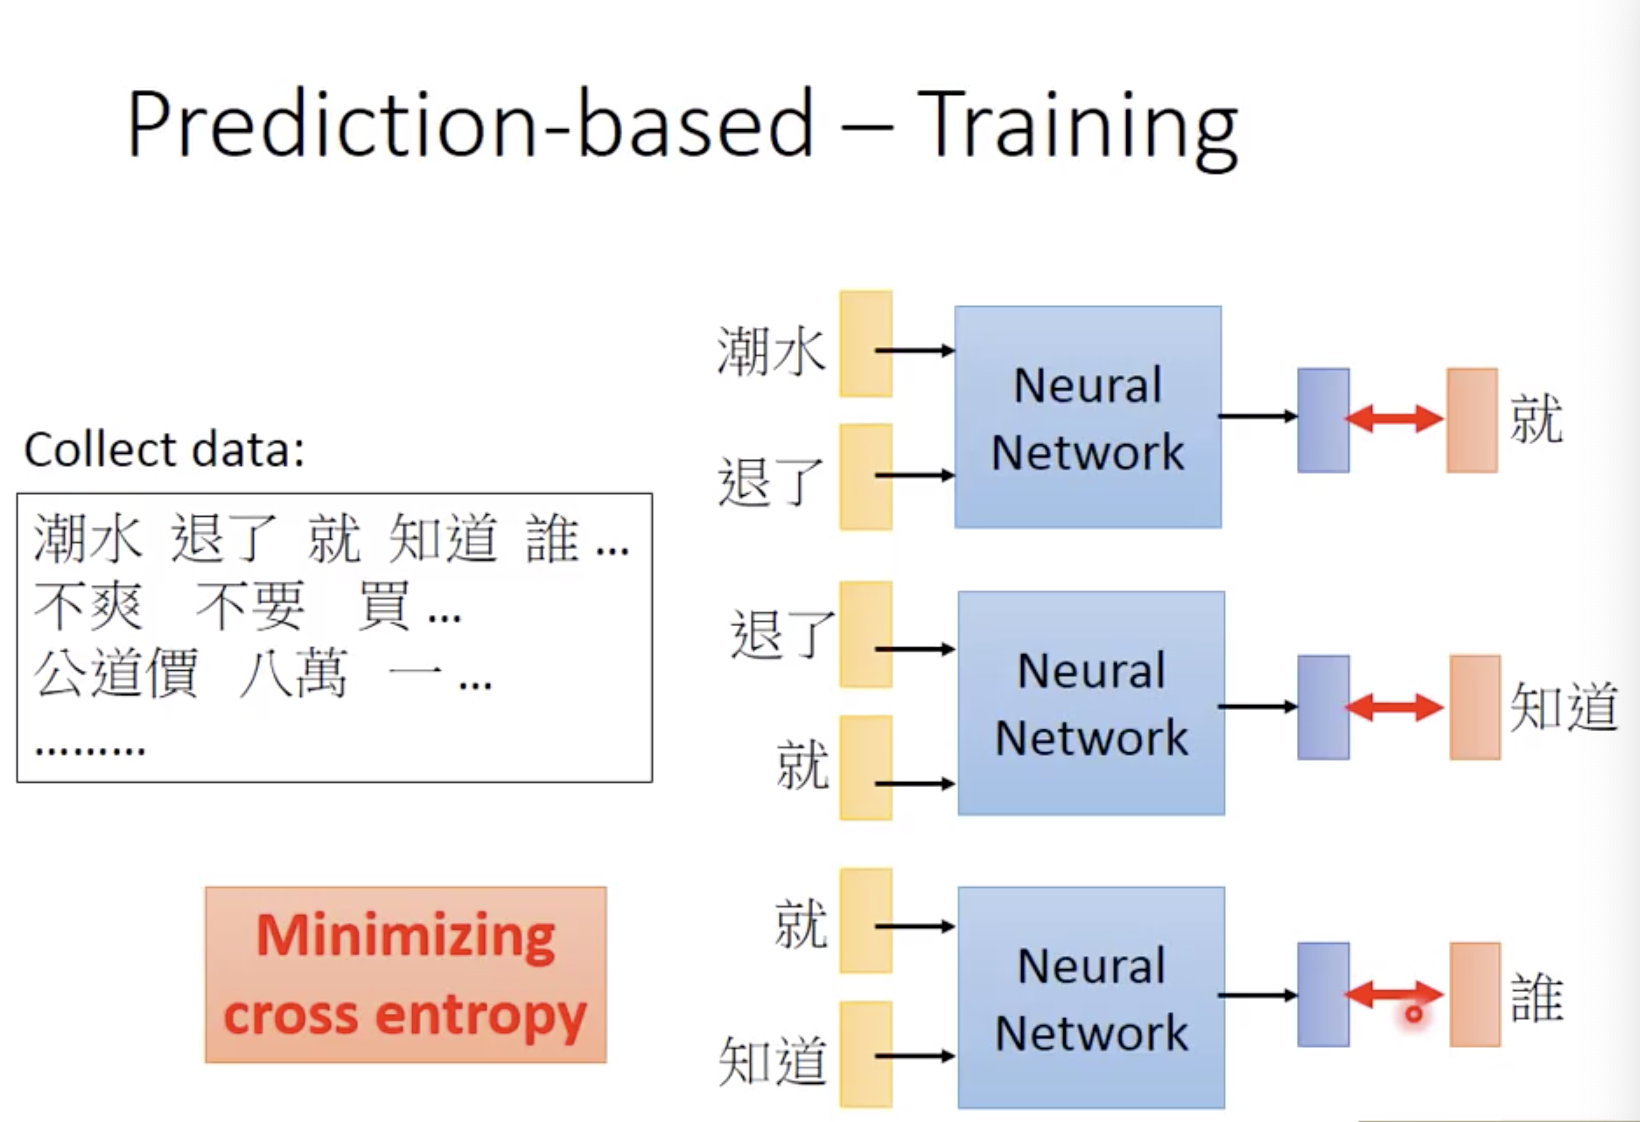 Prediction-based – Training
Collect data:
潮水 退了 就 知道 誰 ...
不爽 不要 買 ...
公道價 八萬 一 ...
………
Minimizing
cross entropy
潮水
退了
Neural
Network
就
退了
就
Neural
Network
知道
就
知道
Neural
Network
誰